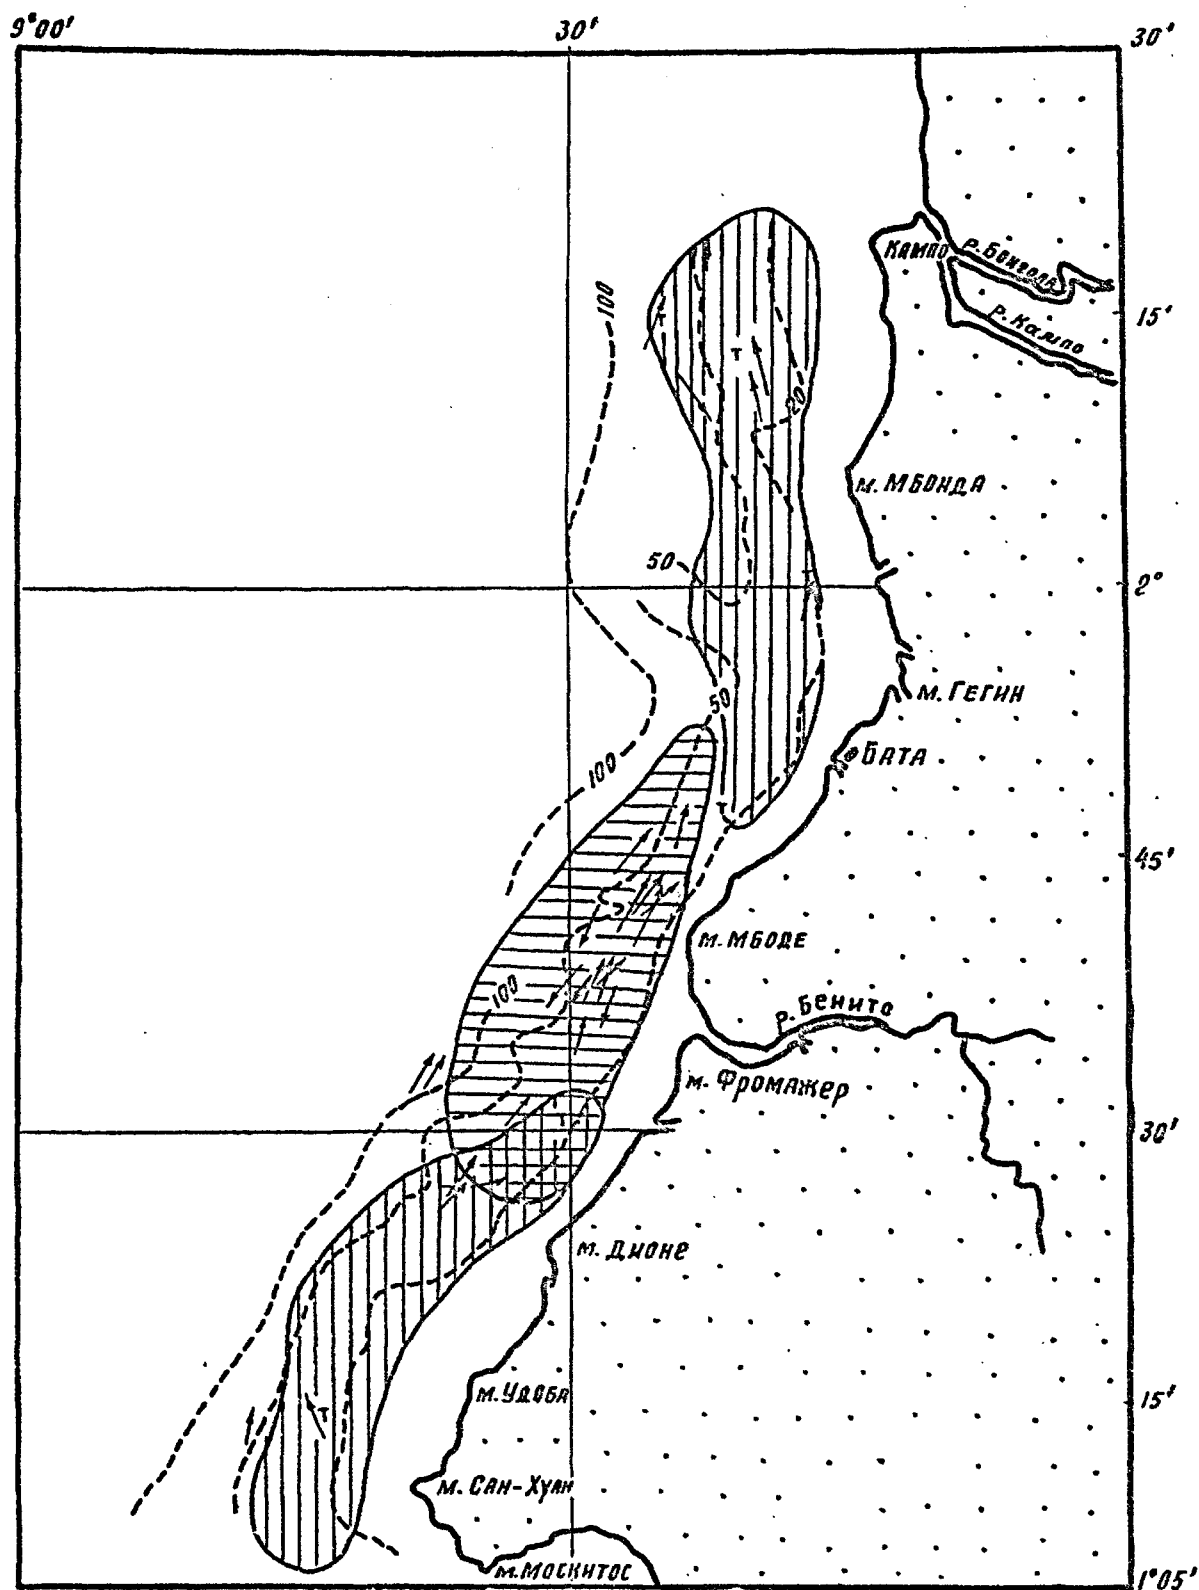 9°00' 30' 30'
Кампо р. Бонгола
100
15'
р. Кампо
Т
Т
20
м. МБОНДА
50
2°
50
м. ГЕГИН
100
БАТА
45'
м. МБОДЕ
100
р. Бенито
м. Фромажер
30'
м. Дионе
м. УДОБА
15'
Т
м. САН-ХУАН
м. МОСКИТОС
1°05'